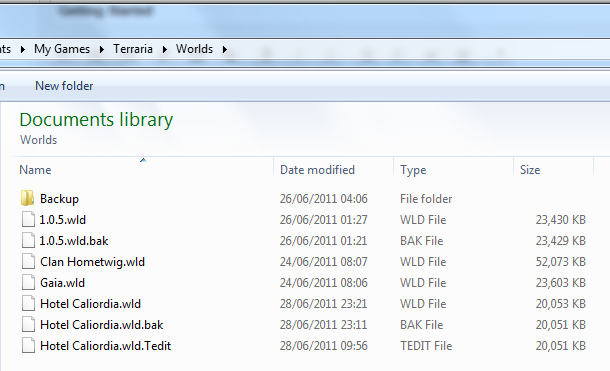 Getting Started
ts ▸ My Games ▸ Terraria ▸ Worlds ▸
New folder
Documents library
Worlds
Name Date modified Type Size
Backup 26/06/2011 04:06 File folder
1.0.5.wld 26/06/2011 01:27 WLD File 23,430 KB
1.0.5.wld.bak 26/06/2011 01:21 BAK File 23,429 KB
Clan Hometwig.wld 24/06/2011 08:07 WLD File 52,073 KB
Gaia.wld 24/06/2011 08:06 WLD File 23,603 KB
Hotel Caliordia.wld 28/06/2011 23:21 WLD File 20,053 KB
Hotel Caliordia.wld.bak 28/06/2011 23:11 BAK File 20,051 KB
Hotel Caliordia.wld.Tedit 28/06/2011 09:56 TEDIT File 20,051 KB